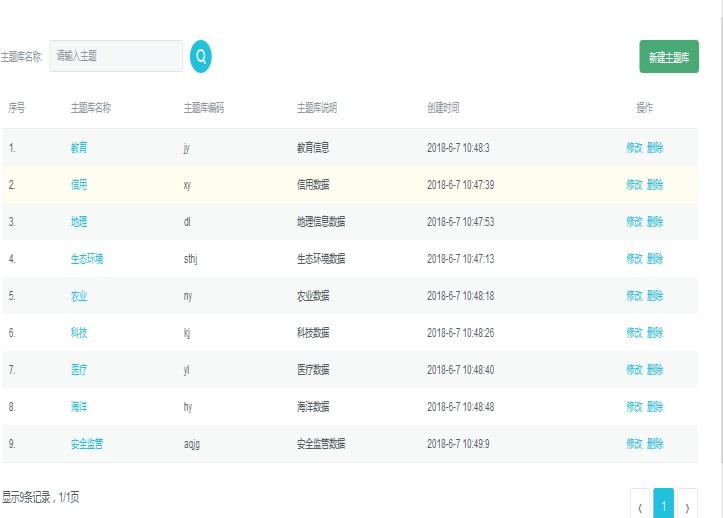 主题库名称: 请输入主题 新建主题库
序号 主题库名称 主题库编码 主题库说明 创建时间 操作
1. 教育 jy 教育信息 2018-6-7 10:48:3 修改 删除
2. 信用 xy 信用数据 2018-6-7 10:47:39 修改 删除
3. 地理 dl 地理信息数据 2018-6-7 10:47:53 修改 删除
4. 生态环境 sthj 生态环境数据 2018-6-7 10:47:13 修改 删除
5. 农业 ny 农业数据 2018-6-7 10:48:18 修改 删除
6. 科技 kj 科技数据 2018-6-7 10:48:26 修改 删除
7. 医疗 yl 医疗数据 2018-6-7 10:48:40 修改 删除
8. 海洋 hy 海洋数据 2018-6-7 10:48:48 修改 删除
9. 安全监管 aqjg 安全监管数据 2018-6-7 10:49:9 修改 删除
显示9条记录，1/1页 ‹ 1 ›